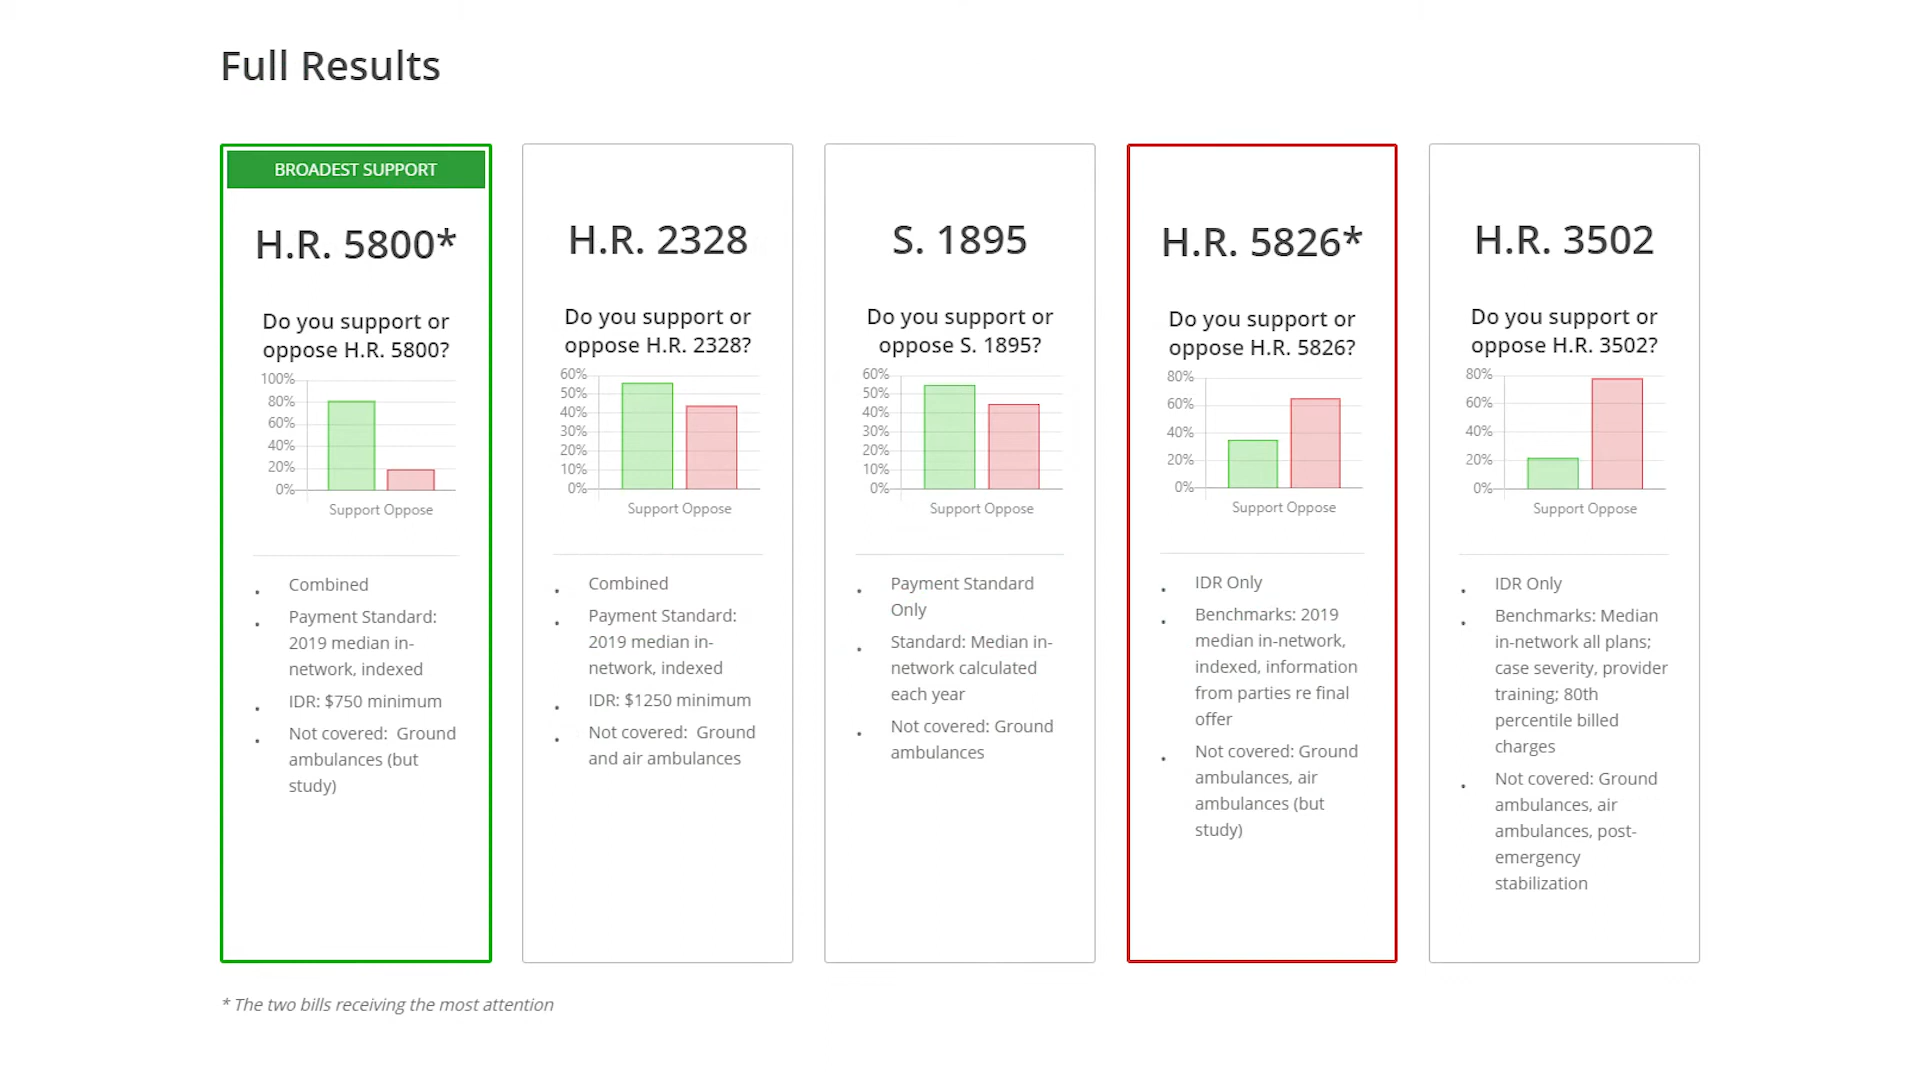 Full Results
BROADEST SUPPORT
H.R. 5800*
Do you support or
oppose H.R. 5800?
100%
80%
60%
40%
20%
0%
Support Oppose
• Combined
• Payment Standard:
2019 median in-
network, indexed
• IDR: $750 minimum
• Not covered: Ground
ambulances (but
study)
H.R. 2328
Do you support or
oppose H.R. 2328?
60%
50%
40%
30%
20%
10%
0%
Support Oppose
• Combined
• Payment Standard:
2019 median in-
network, indexed
• IDR: $1250 minimum
• Not covered: Ground
and air ambulances
S. 1895
Do you support or
oppose S. 1895?
60%
50%
40%
30%
20%
10%
0%
Support Oppose
• Payment Standard
Only
• Standard: Median in-
network calculated
each year
• Not covered: Ground
ambulances
H.R. 5826*
Do you support or
oppose H.R. 5826?
80%
60%
40%
20%
0%
Support Oppose
• IDR Only
• Benchmarks: 2019
median in-network,
indexed, information
from parties re final
offer
• Not covered: Ground
ambulances, air
ambulances (but
study)
H.R. 3502
Do you support or
oppose H.R. 3502?
80%
60%
40%
20%
0%
Support Oppose
• IDR Only
• Benchmarks: Median
in-network all plans;
case severity, provider
training; 80th
percentile billed
charges
• Not covered: Ground
ambulances, air
ambulances, post-
emergency
stabilization
* The two bills receiving the most attention